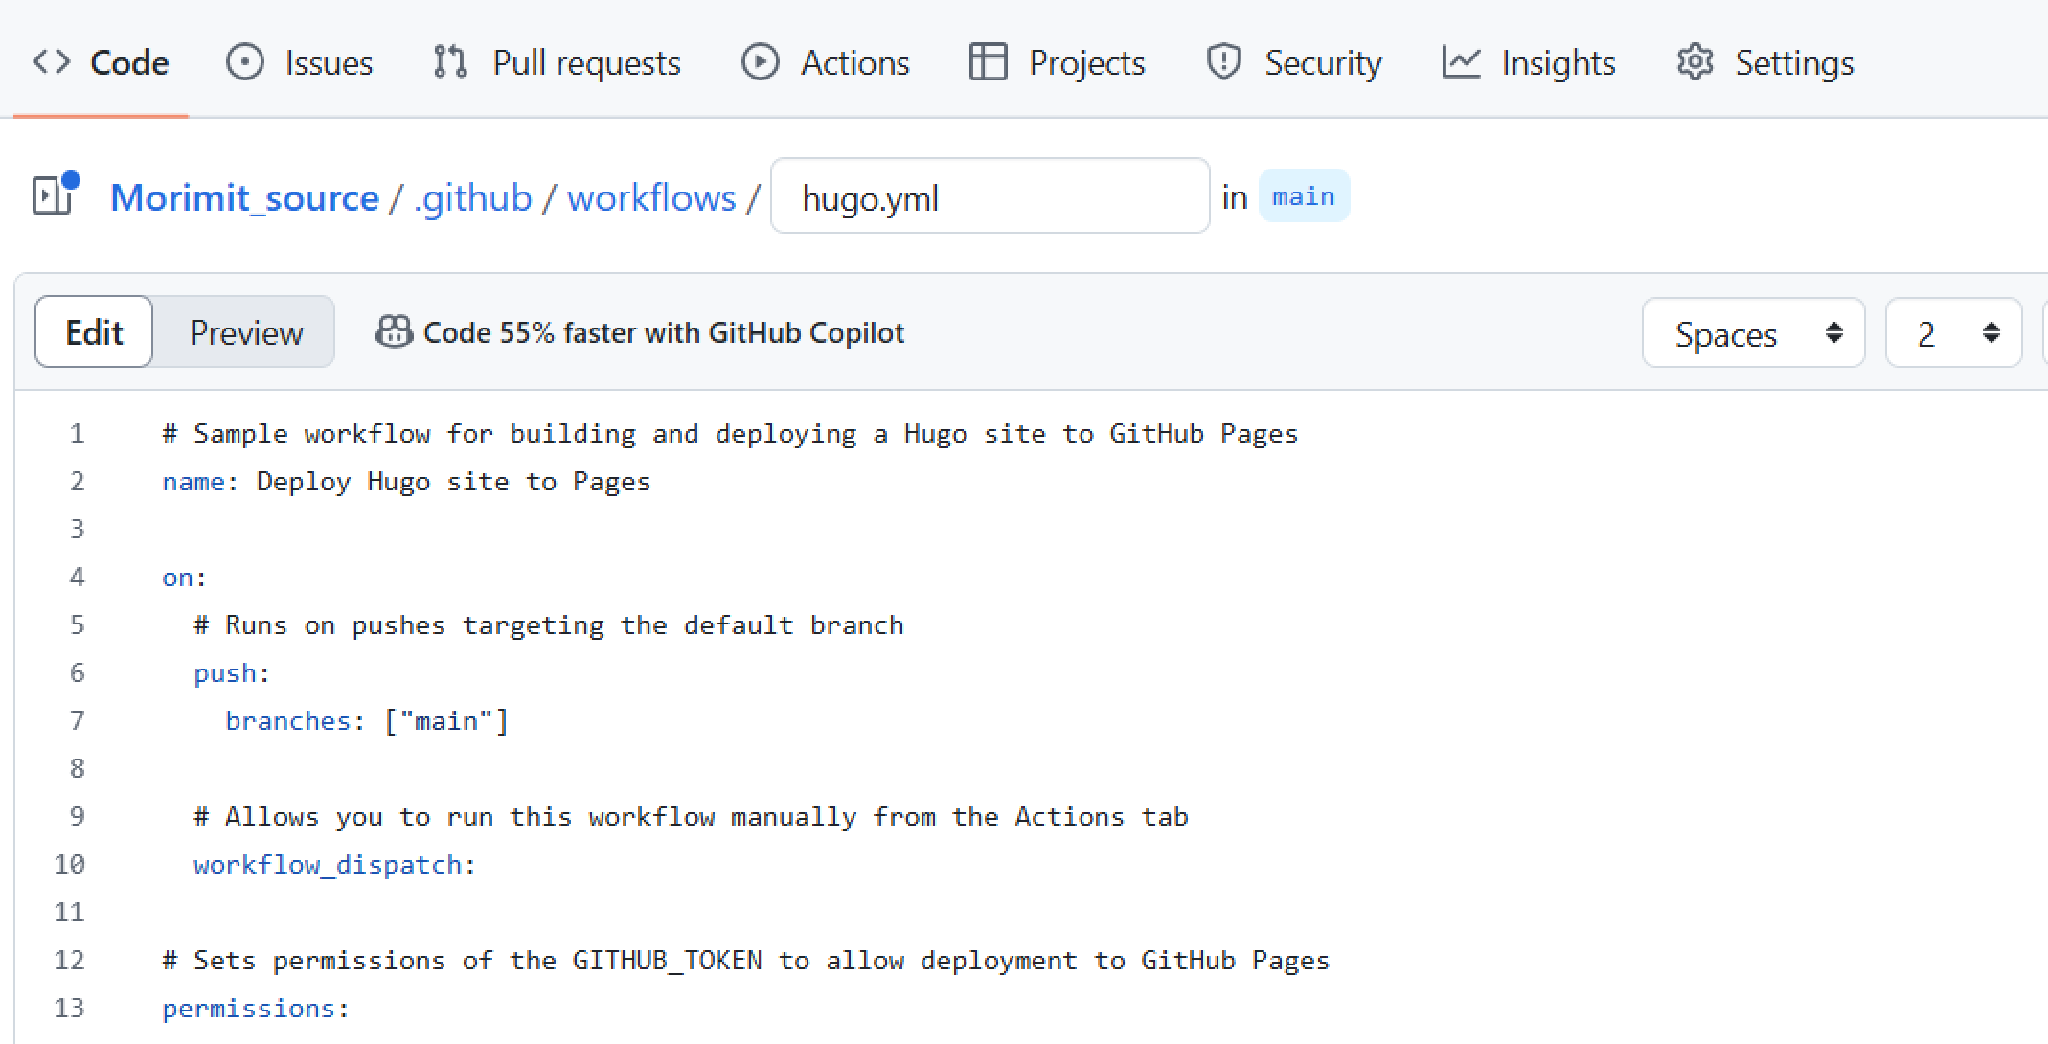 Code Issues Pull requests Actions Projects Security Insights Settings
Morimit_source / .github / workflows / hugo.yml in main
Edit Preview Code 55% faster with GitHub Copilot Spaces 2
1 # Sample workflow for building and deploying a Hugo site to GitHub Pages
2 name: Deploy Hugo site to Pages
3
4 on:
5 # Runs on pushes targeting the default branch
6 push:
7 branches: ["main"]
8
9 # Allows you to run this workflow manually from the Actions tab
10 workflow_dispatch:
11
12 # Sets permissions of the GITHUB_TOKEN to allow deployment to GitHub Pages
13 permissions: